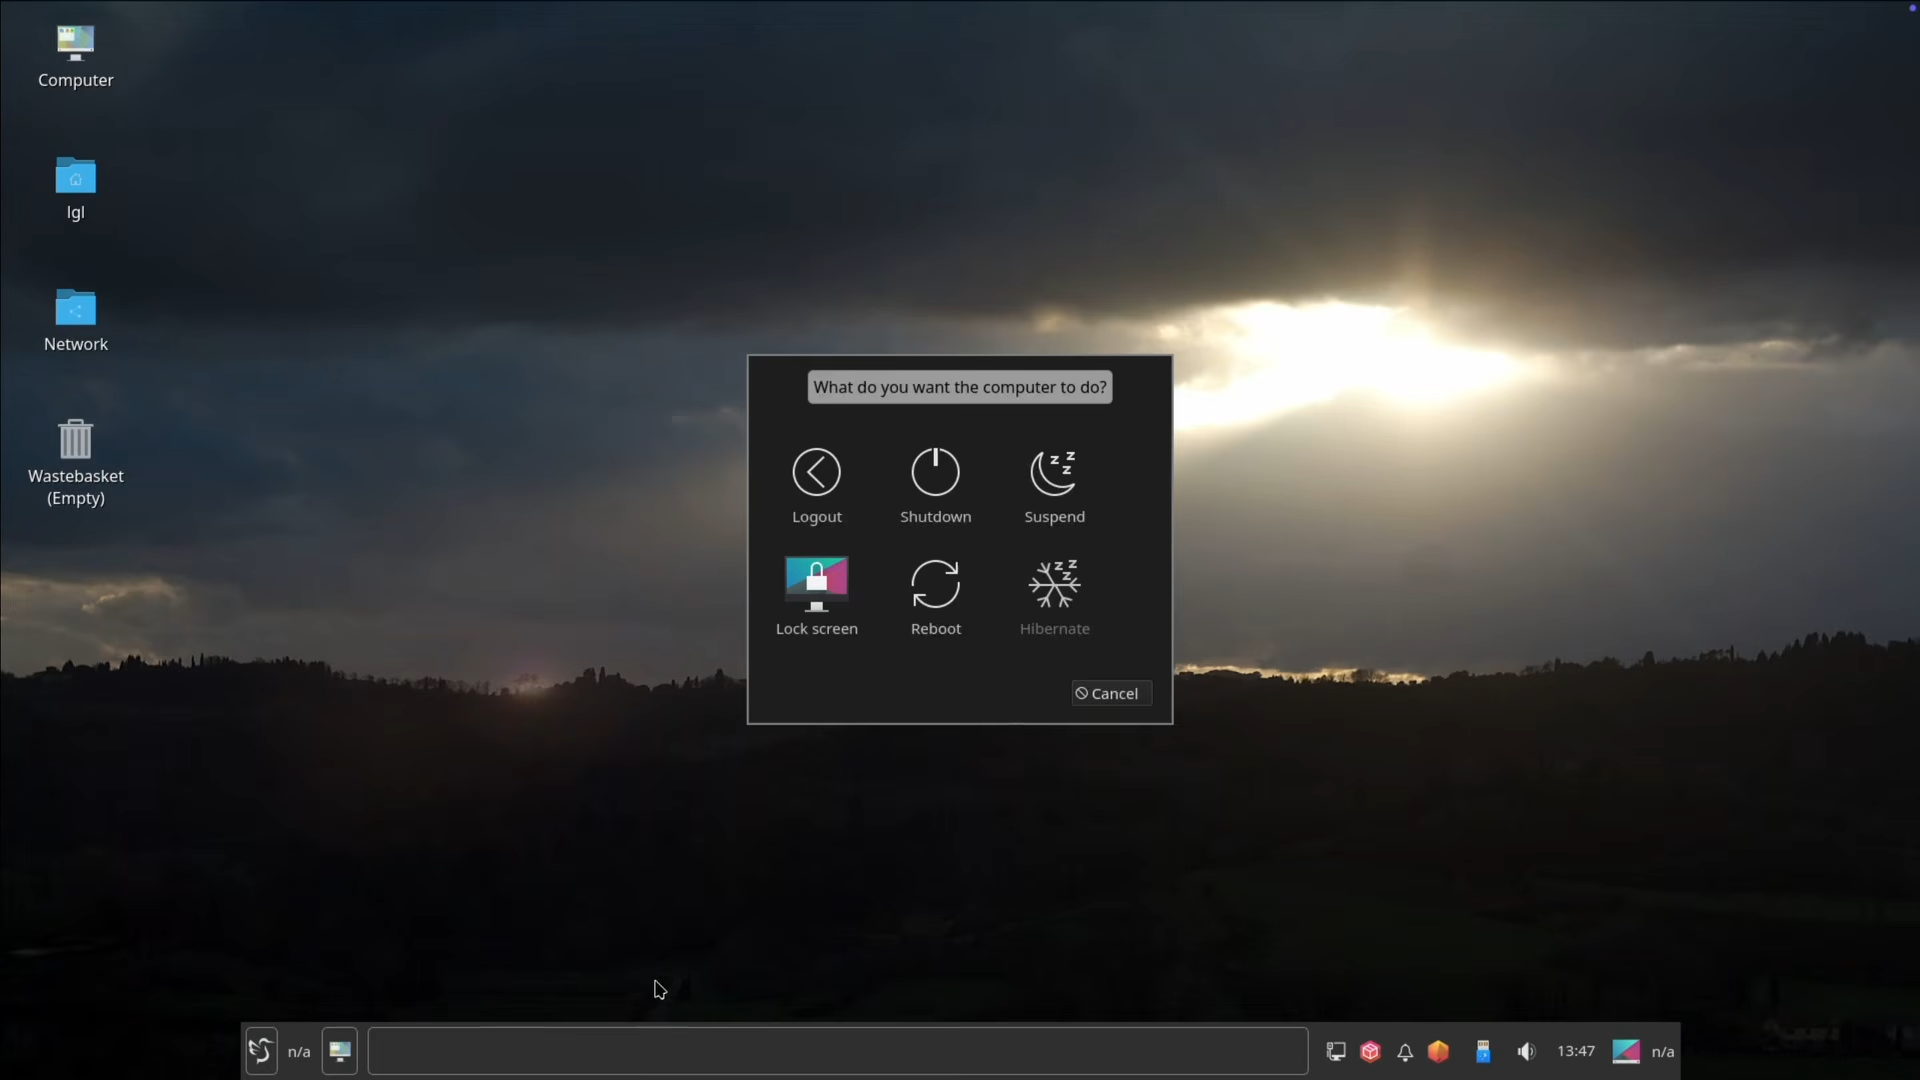 Computer
lgl
Network
Wastebasket
(Empty)
What do you want the computer to do?
Logout
Shutdown
Suspend
Lock screen
Reboot
Hibernate
Cancel
n/a
13:47
n/a